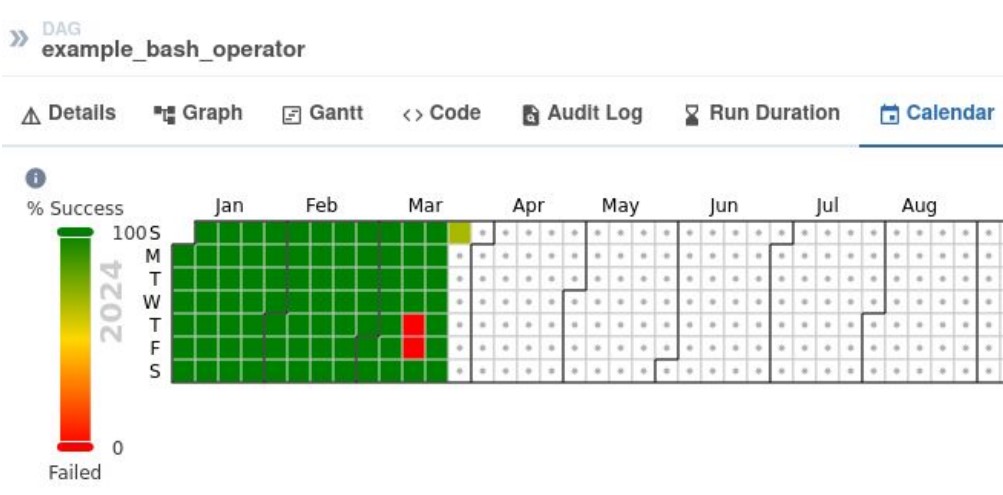 DAG
example_bash_operator
Details Graph Gantt <> Code Audit Log Run Duration Calendar
% Success
Jan Feb Mar Apr May Jun Jul Aug
100 S
M
T
W
T
F
S
2024
0
Failed